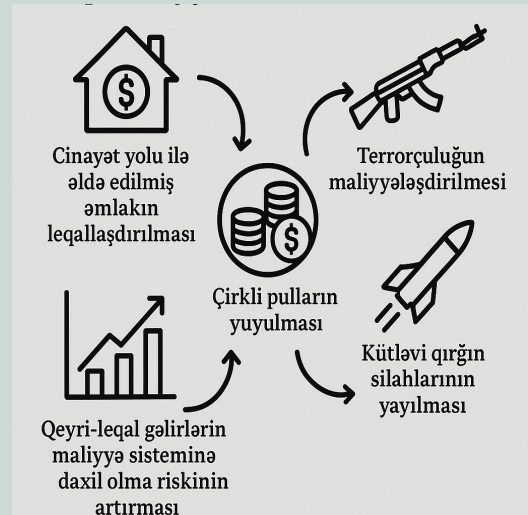 Cinayət yolu ilə
əldə edilmiş
əmlakın
leqallaşdırılması
Terrorçuluğun
maliyyələşdirilmesi
Çirkli pulların
yuyulması
Kütləvi qırğın
silahlarının
yayılması
Qeyri-leqal gəlirlərin
maliyyə sisteminə
daxil olma riskinin
artırması